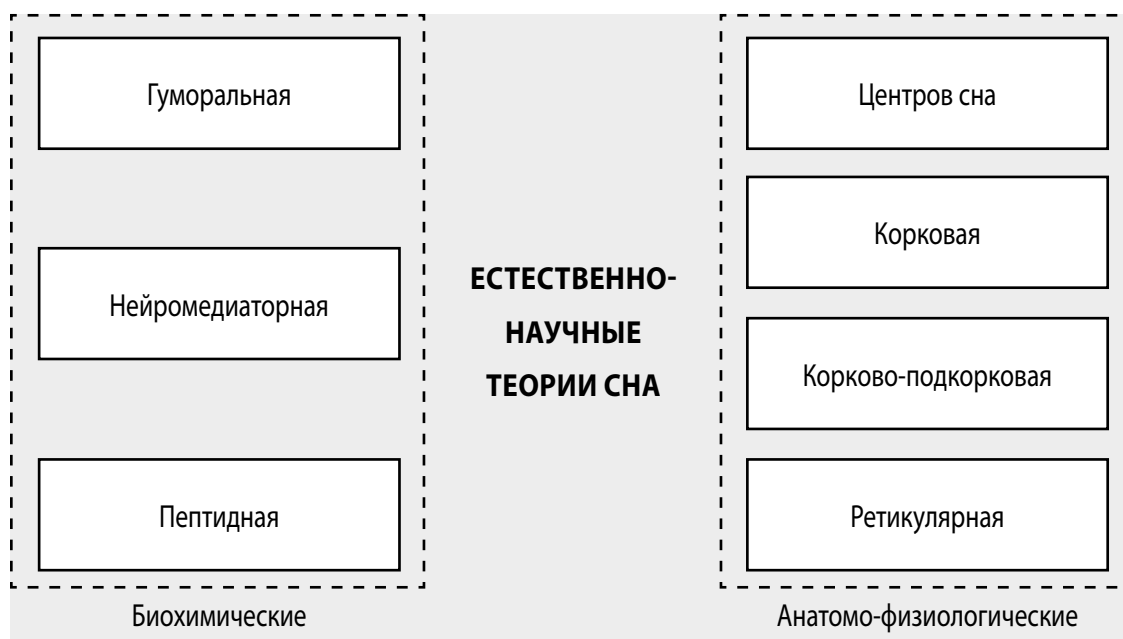 Гуморальная
Нейромедиаторная
Пептидная
Биохимические
ЕСТЕСТВЕННО-
НАУЧНЫЕ
ТЕОРИИ СНА
Центров сна
Корковая
Корково-подкорковая
Ретикулярная
Анатомо-физиологические